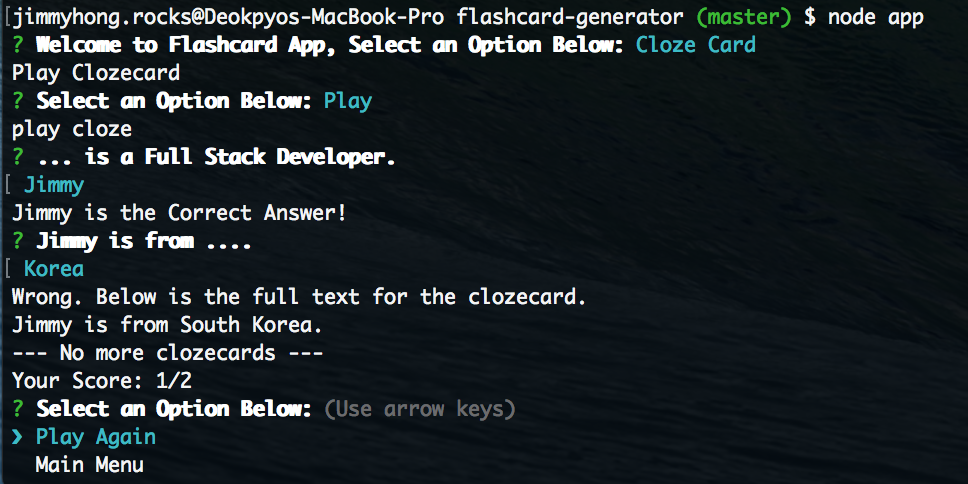 [jimmyhong.rocks@Deokpyos-MacBook-Pro flashcard-generator (master) $ node app
? Welcome to Flashcard App, Select an Option Below: Cloze Card
Play Clozecard
? Select an Option Below: Play
play cloze
? ... is a Full Stack Developer.
[ Jimmy
Jimmy is the Correct Answer!
? Jimmy is from ....
[ Korea
Wrong. Below is the full text for the clozecard.
Jimmy is from South Korea.
--- No more clozecards ---
Your Score: 1/2
? Select an Option Below: (Use arrow keys)
❯ Play Again
Main Menu